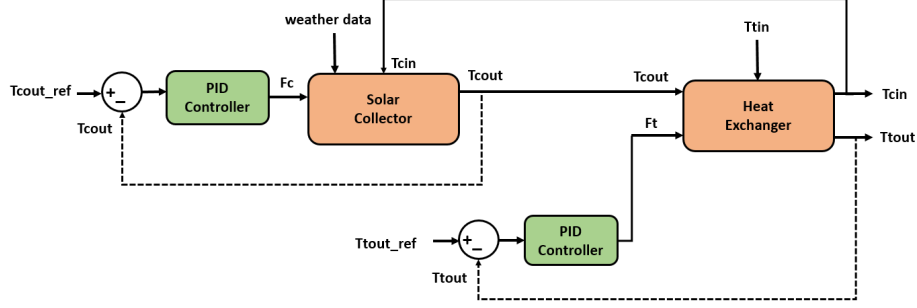 weather data
Ttin
Tcin
Tcout_ref
+
−
PID
Controller
Fc
Solar
Collector
Tcout
Tcout
Heat
Exchanger
Tcin
Tcout
Ft
Ttout
Ttout_ref
+
−
PID
Controller
Ttout